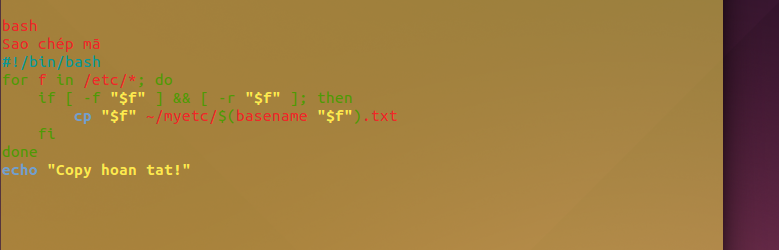 bash
Sao chép mã
#!/bin/bash
for f in /etc/*; do
    if [ -f "$f" ] && [ -r "$f" ]; then
        cp "$f" ~/myetc/$(basename "$f").txt
    fi
done
echo "Copy hoan tat!"